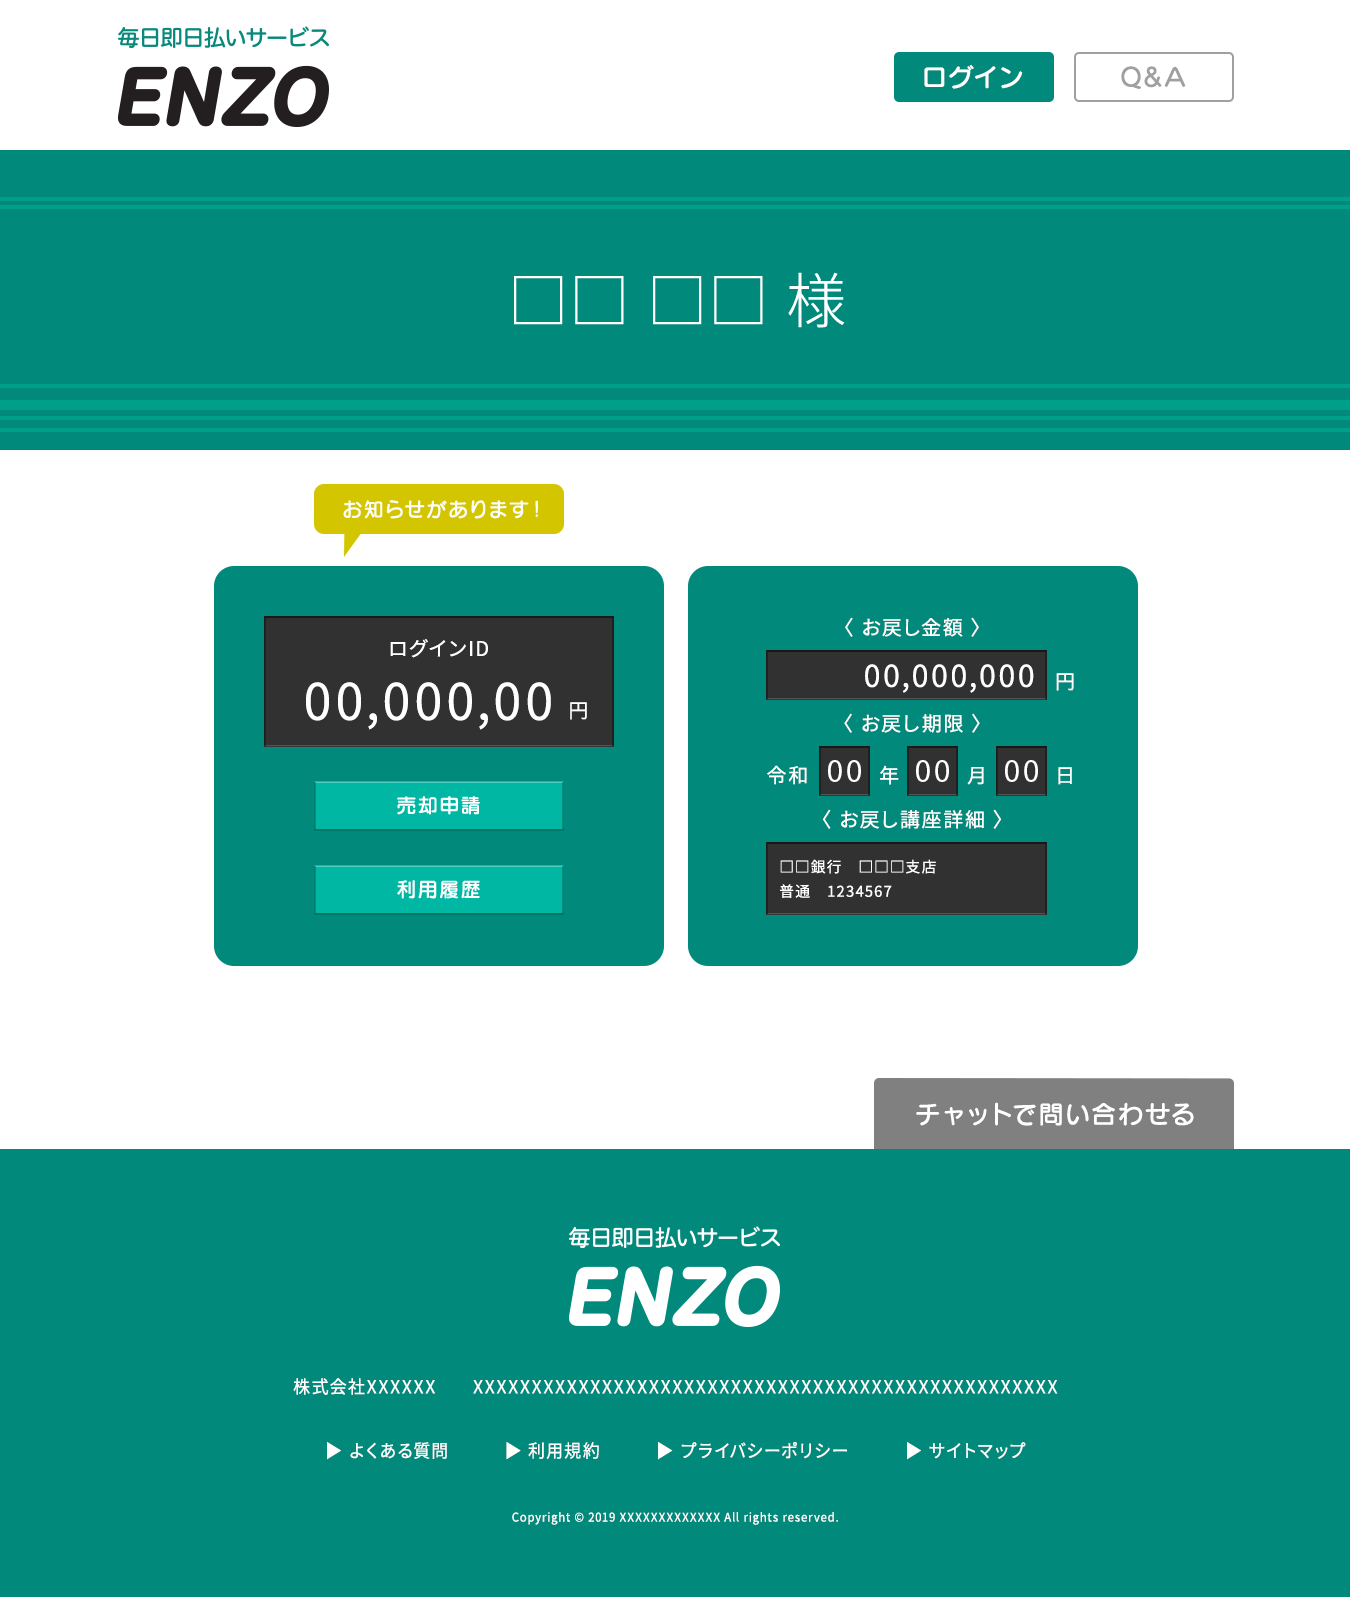 毎日即日払いサービス
ENZO
ログイン
Q&A
□□ □□ 様
お知らせがあります！
ログインID
00,000,00 円
売却申請
利用履歴
〈 お戻し金額 〉
00,000,000 円
〈 お戻し期限 〉
令和 00 年 00 月 00 日
〈 お戻し講座詳細 〉
□□銀行　□□□支店
普通　1234567
チャットで問い合わせる
毎日即日払いサービス
ENZO
株式会社XXXXXX　　XXXXXXXXXXXXXXXXXXXXXXXXXXXXXXXXXXXXXXXXXXXXXXXXXX
▶ よくある質問　▶ 利用規約　▶ プライバシーポリシー　▶ サイトマップ
Copyright © 2019 XXXXXXXXXXXXX All rights reserved.